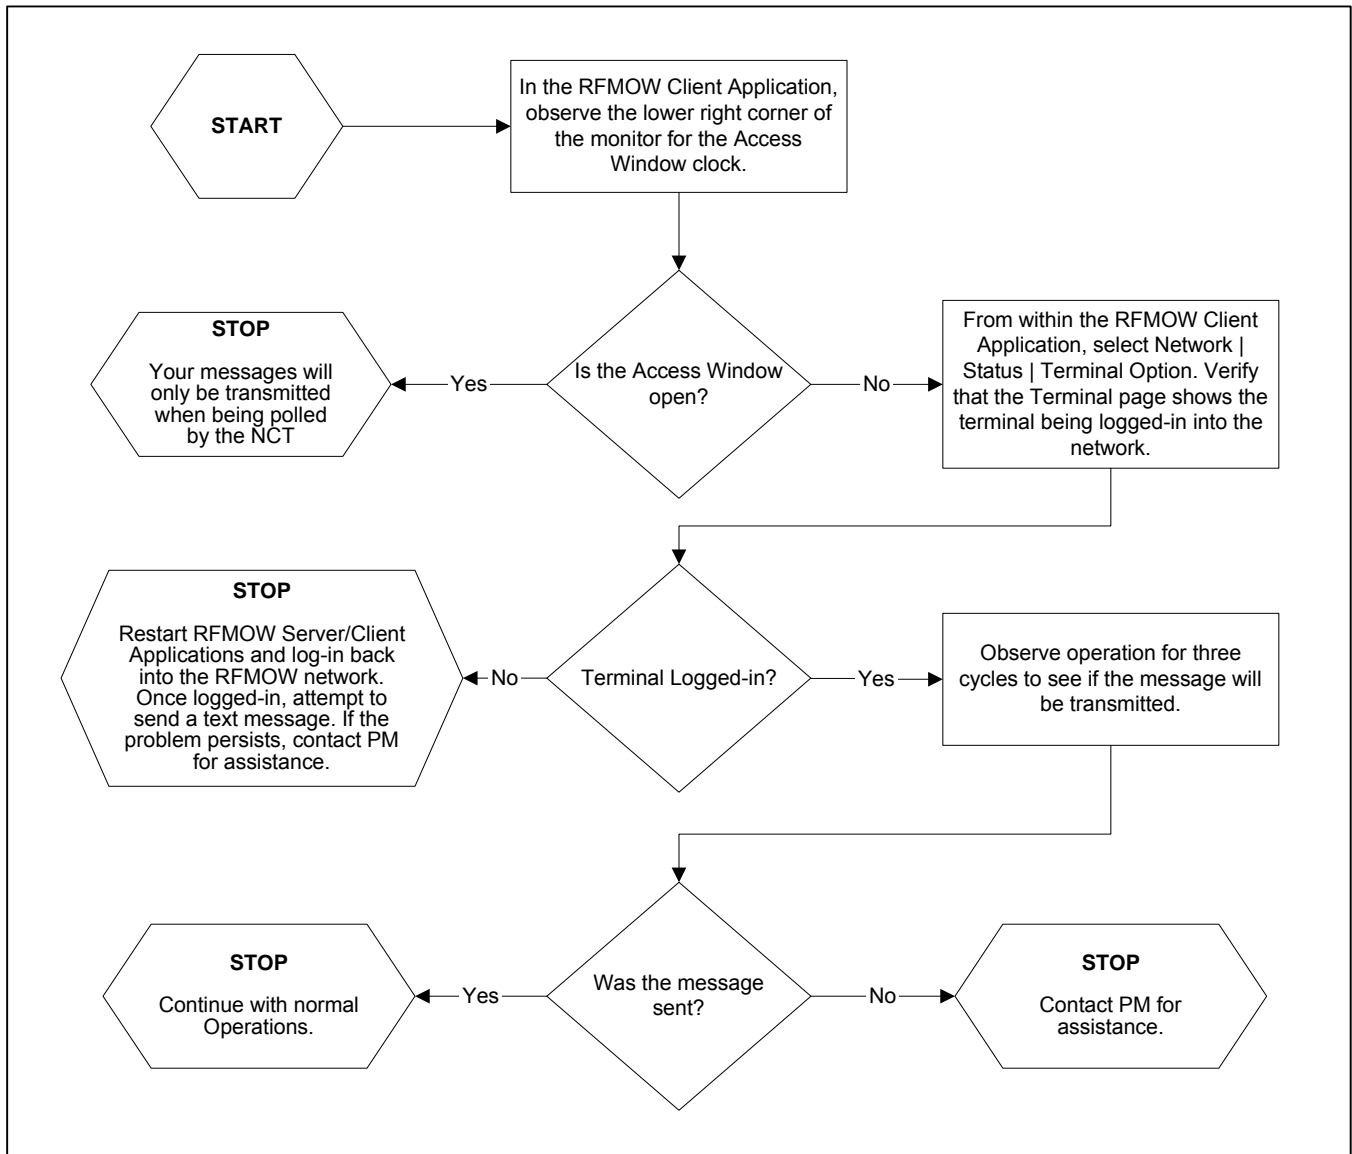 START
In the RFMOW Client Application,
observe the lower right corner of
the monitor for the Access
Window clock.
STOP
Your messages will
only be transmitted
when being polled
by the NCT
Yes
Is the Access Window
open?
No
From within the RFMOW Client
Application, select Network |
Status | Terminal Option. Verify
that the Terminal page shows the
terminal being logged-in into the
network.
STOP
Restart RFMOW Server/Client
Applications and log-in back
into the RFMOW network.
Once logged-in, attempt to
send a text message. If the
problem persists, contact PM
for assistance.
No
Terminal Logged-in?
Yes
Observe operation for three
cycles to see if the message will
be transmitted.
STOP
Continue with normal
Operations.
Yes
Was the message
sent?
No
STOP
Contact PM for
assistance.